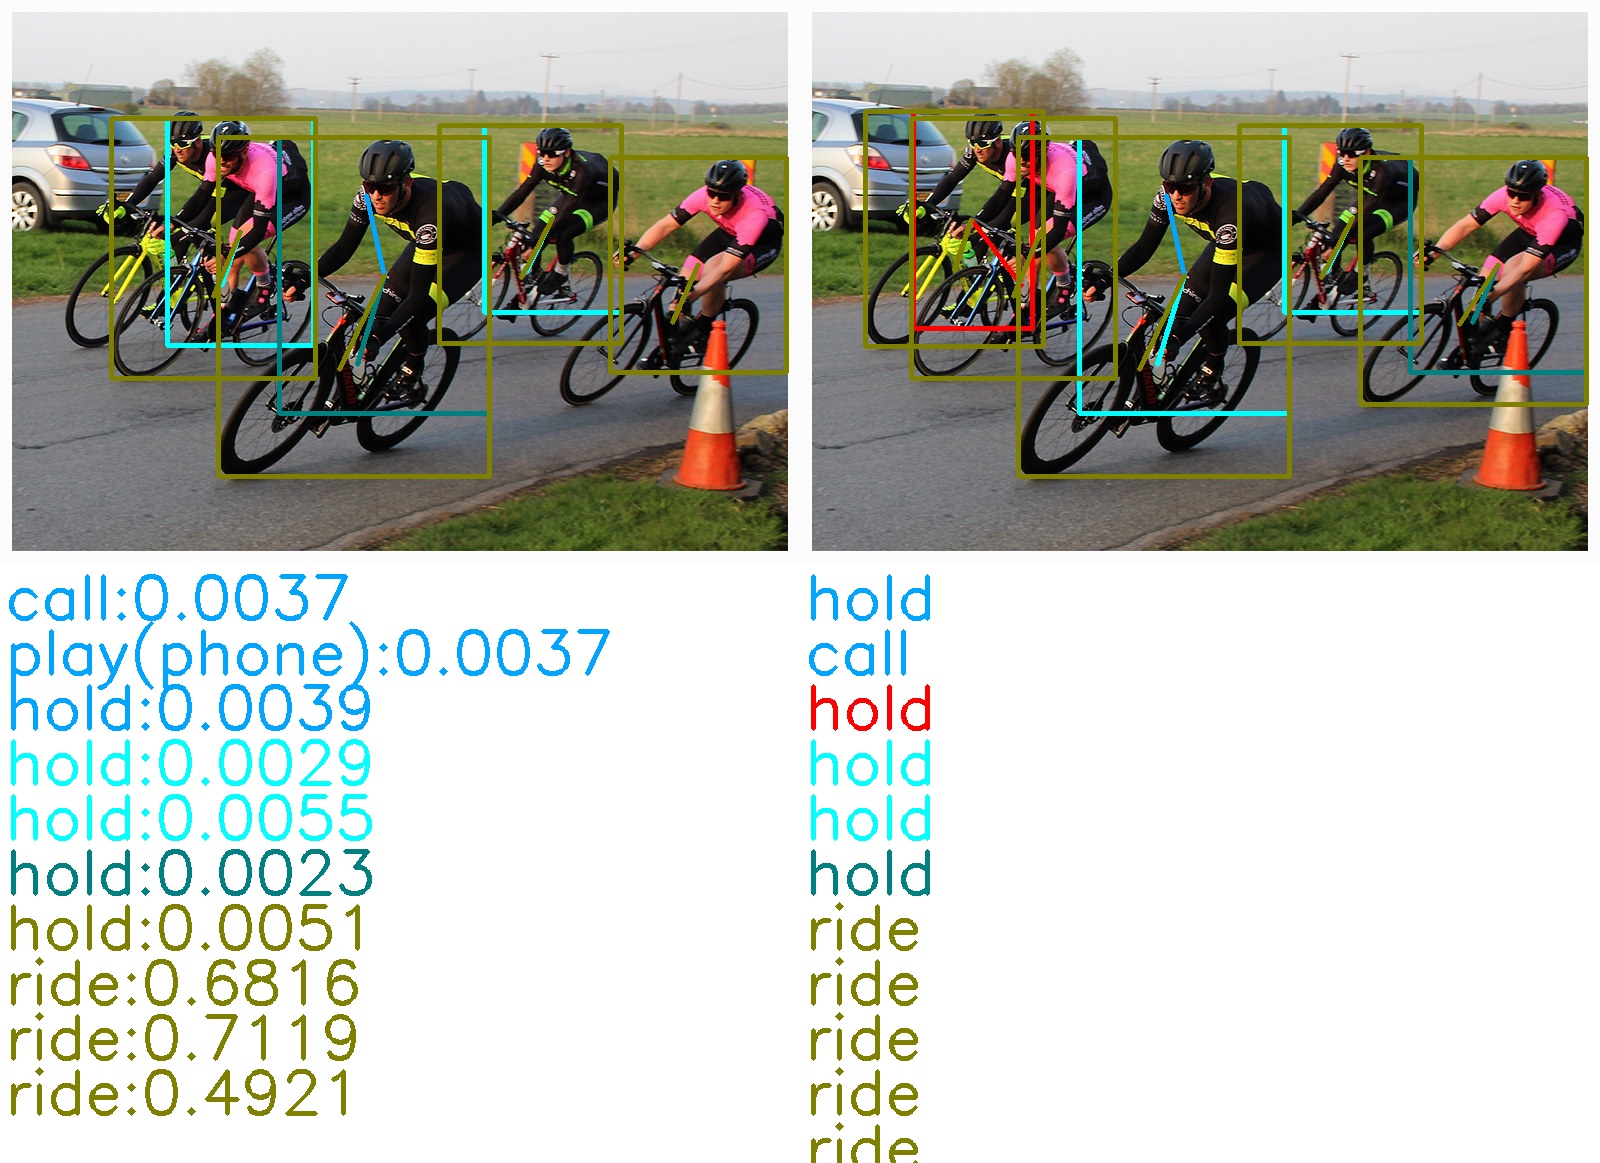 call:0.0037
play(phone):0.0037
hold:0.0039
hold:0.0029
hold:0.0055
hold:0.0023
hold:0.0051
ride:0.6816
ride:0.7119
ride:0.4921
hold
call
hold
hold
hold
hold
ride
ride
ride
ride
ride